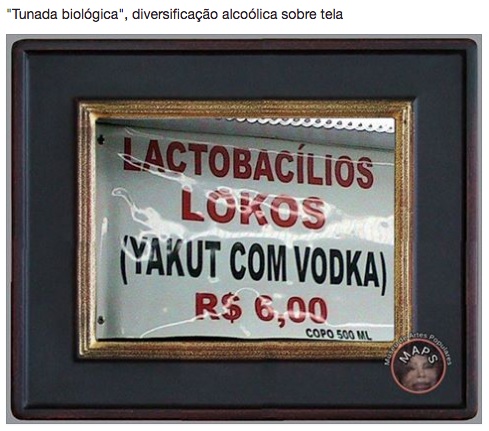 "Tunada biológica", diversificação alcoólica sobre tela
LACTOBACÍLIOS
LOKOS
(YAKUT COM VODKA)
R$ 6,00
COPO 500 ML
MAPS